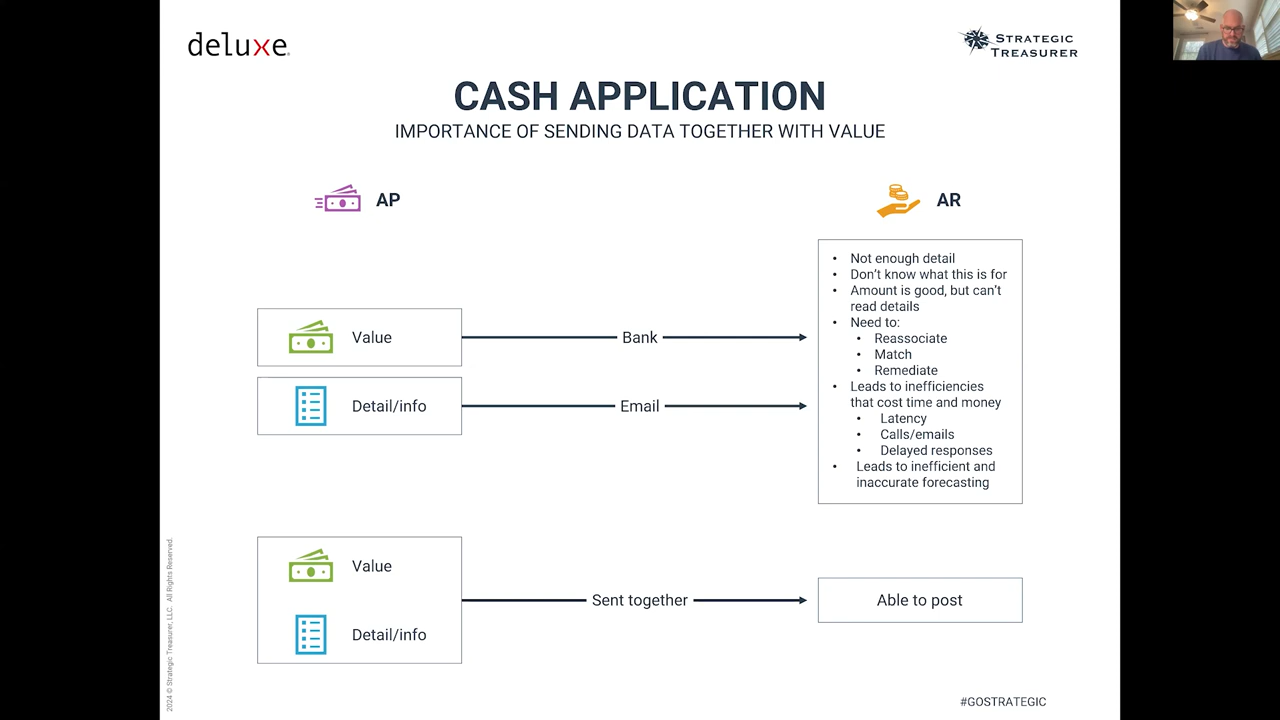 deluxe.
STRATEGIC
TREASURER
CASH APPLICATION
IMPORTANCE OF SENDING DATA TOGETHER WITH VALUE
AP
AR
Value
Bank
Detail/info
Email
• Not enough detail
• Don’t know what this is for
• Amount is good, but can’t
read details
• Need to:
• Reassociate
• Match
• Remediate
• Leads to inefficiencies
that cost time and money
• Latency
• Calls/emails
• Delayed responses
• Leads to inefficient and
inaccurate forecasting
Value
Detail/info
Sent together
Able to post
2024 © Strategic Treasurer, LLC. All Rights Reserved.
#GOSTRATEGIC